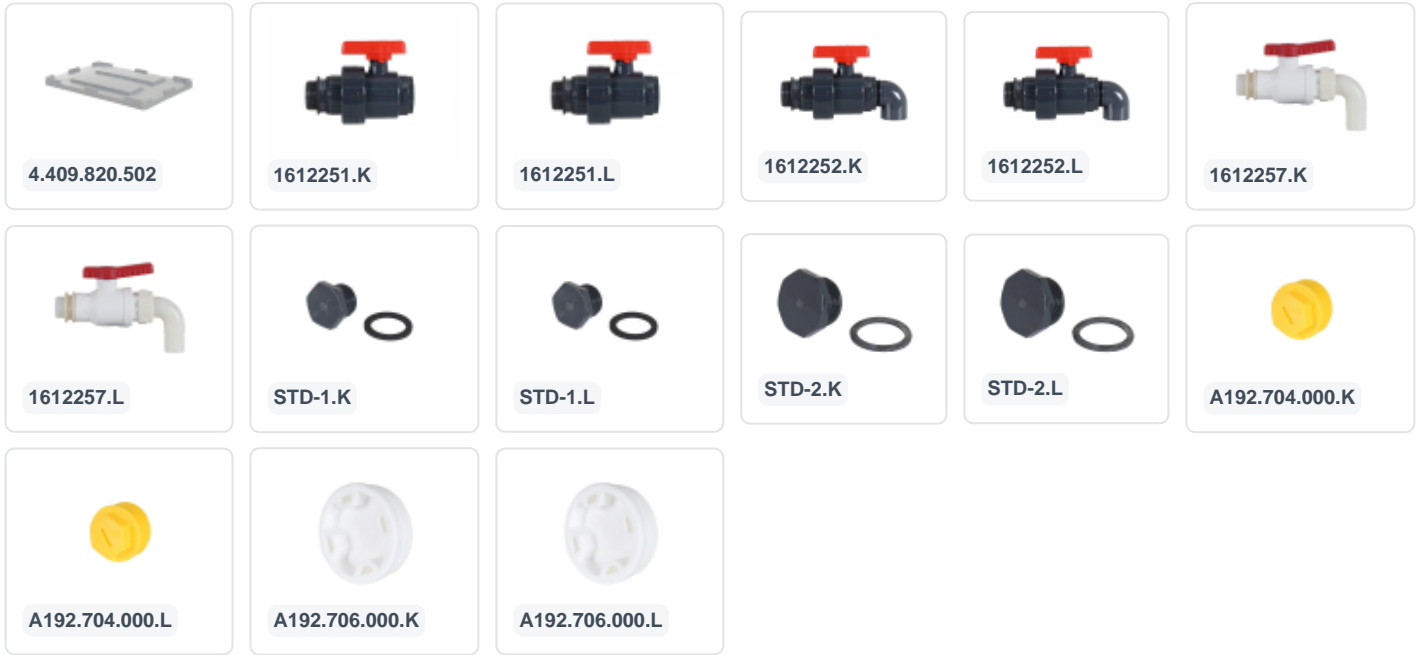 4.409.820.502
1612251.K
1612251.L
1612252.K
1612252.L
1612257.K
1612257.L
STD-1.K
STD-1.L
STD-2.K
STD-2.L
A192.704.000.K
A192.704.000.L
A192.706.000.K
A192.706.000.L